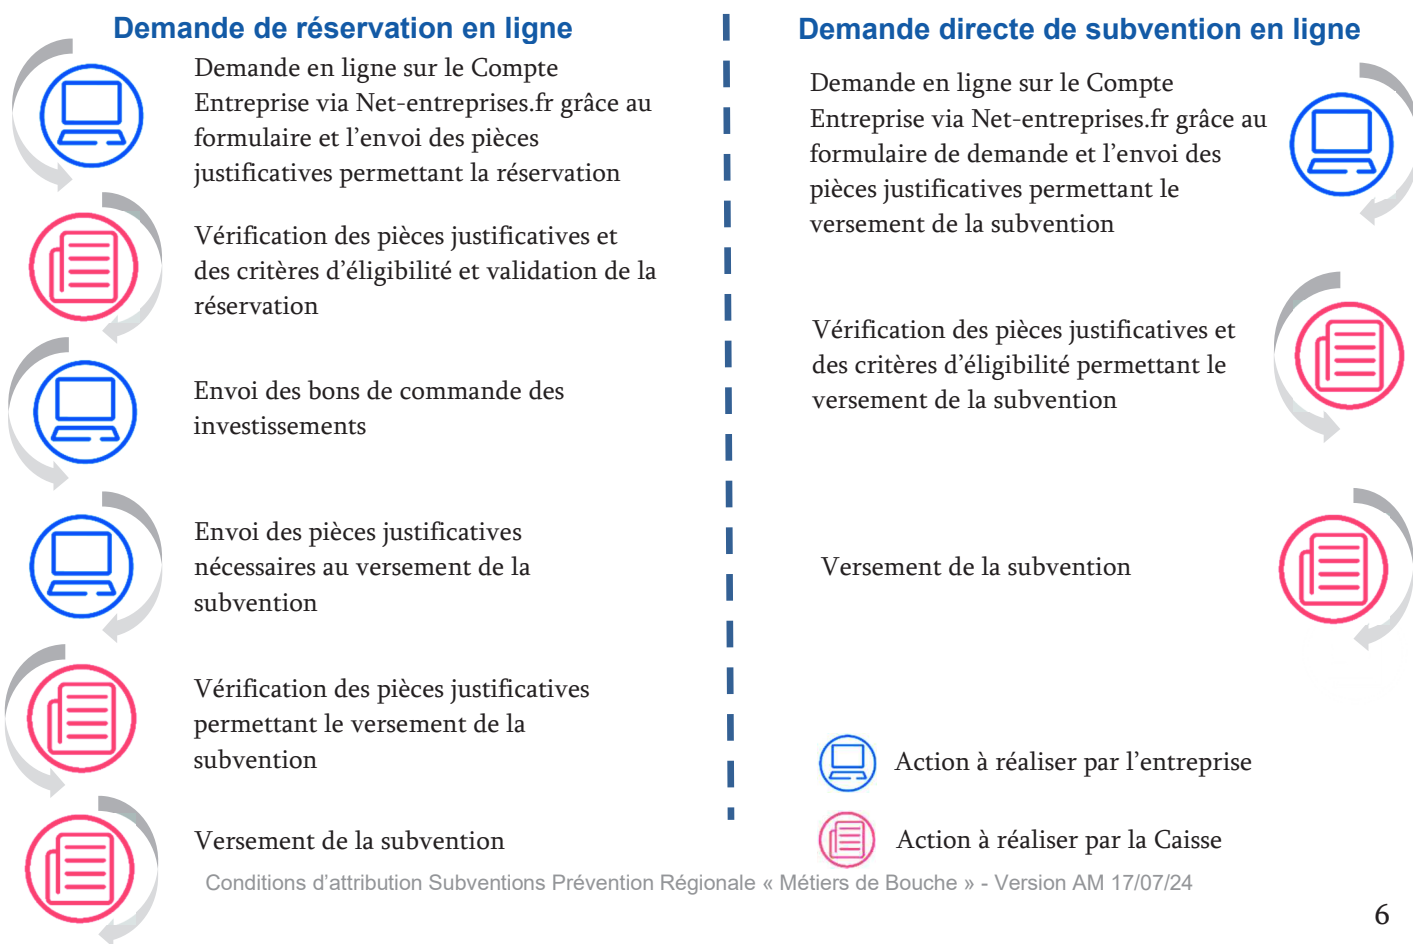 Demande de réservation en ligne
Demande en ligne sur le Compte
Entreprise via Net-entreprises.fr grâce au
formulaire et l’envoi des pièces
justificatives permettant la réservation
Vérification des pièces justificatives et
des critères d’éligibilité et validation de la
réservation
Envoi des bons de commande des
investissements
Envoi des pièces justificatives
nécessaires au versement de la
subvention
Vérification des pièces justificatives
permettant le versement de la
subvention
Versement de la subvention
Demande directe de subvention en ligne
Demande en ligne sur le Compte
Entreprise via Net-entreprises.fr grâce au
formulaire de demande et l’envoi des
pièces justificatives permettant le
versement de la subvention
Vérification des pièces justificatives et
des critères d’éligibilité permettant le
versement de la subvention
Versement de la subvention
Action à réaliser par l’entreprise
Action à réaliser par la Caisse
Conditions d’attribution Subventions Prévention Régionale « Métiers de Bouche » - Version AM 17/07/24
6